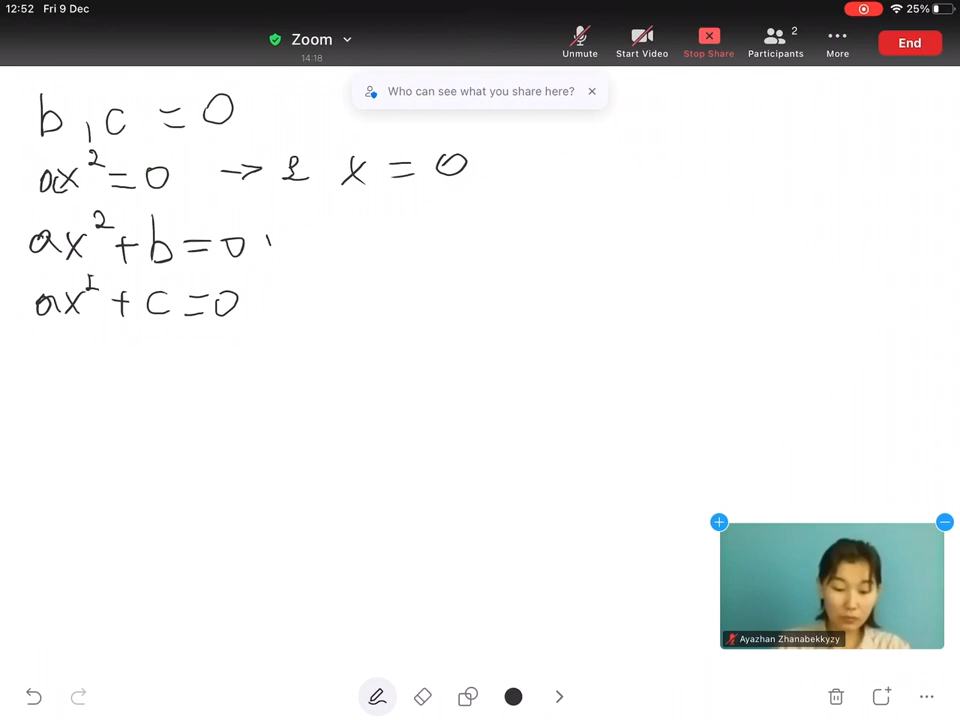 12:52 Fri 9 Dec
25%
Zoom
14:18
Unmute
Start Video
Stop Share
Participants
2
More
End
Who can see what you share here?
b, c = 0
ax² = 0 → x = 0
ax² + b = 0
ax² + c = 0
Ayazhan Zhanabekkyzy